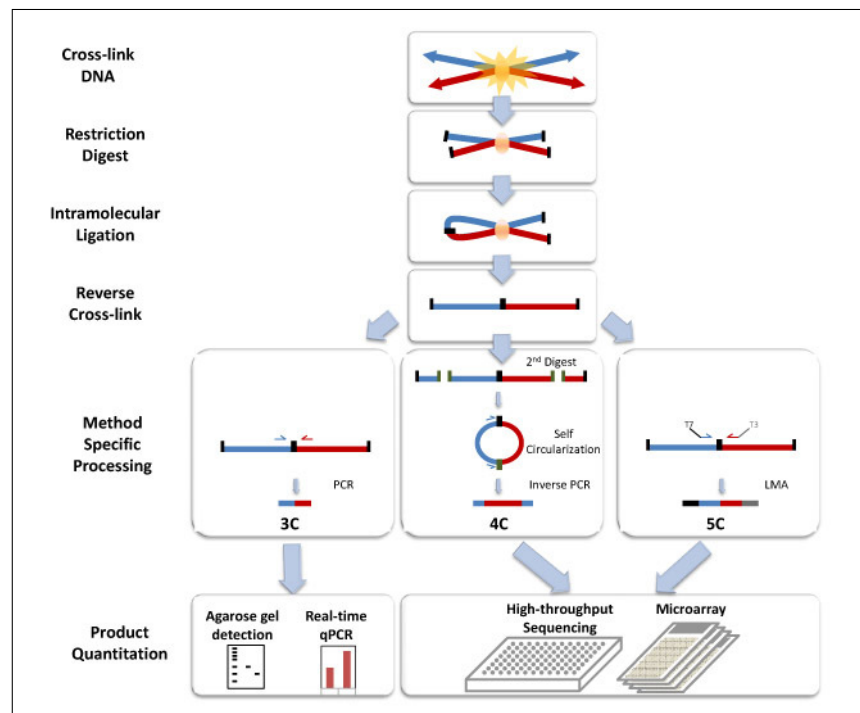 Cross-link
DNA
Restriction
Digest
Intramolecular
Ligation
Reverse
Cross-link
2nd Digest
Method
Specific
Processing
T7
T3
Self
Circularization
PCR
Inverse PCR
LMA
3C
4C
5C
Product
Quantitation
Agarose gel
detection
Real-time
qPCR
High-throughput
Sequencing
Microarray